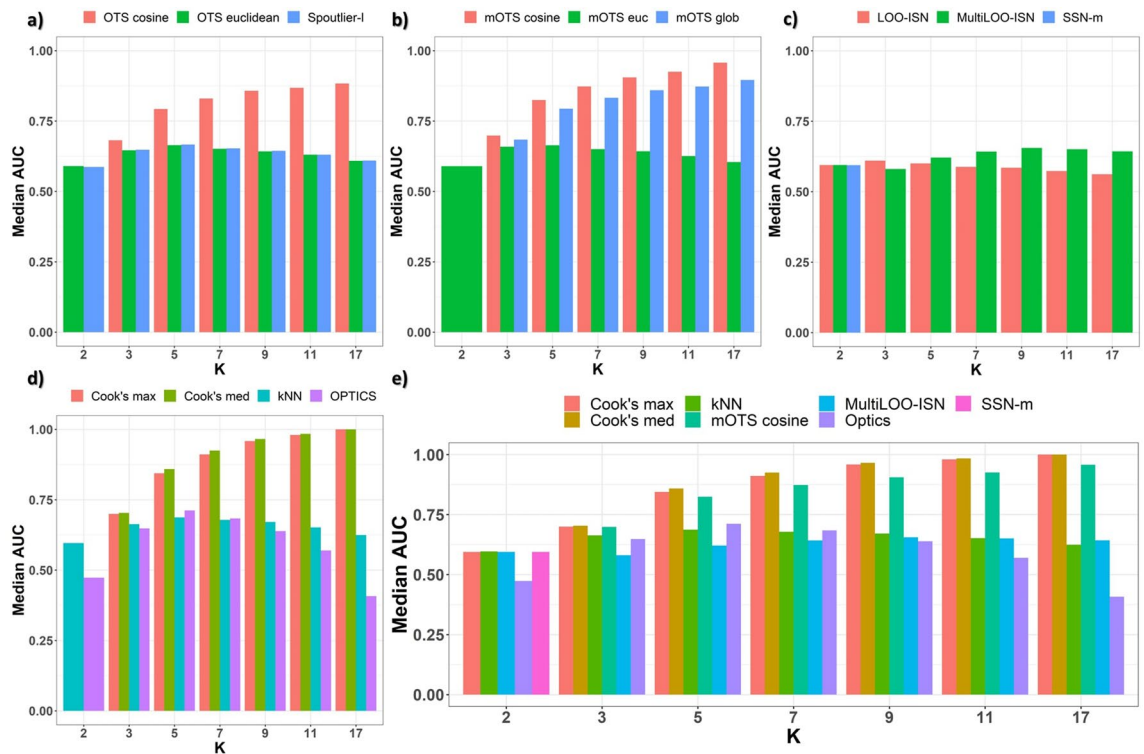 a)
OTS cosine OTS euclidean Spoutlier-I
Median AUC
1.00
0.75
0.50
0.25
0.00
2 3 5 7 9 11 17
K
b)
mOTS cosine mOTS euc mOTS glob
Median AUC
1.00
0.75
0.50
0.25
0.00
2 3 5 7 9 11 17
K
c)
LOO-ISN MultiLOO-ISN SSN-m
Median AUC
1.00
0.75
0.50
0.25
0.00
2 3 5 7 9 11 17
K
d)
Cook's max Cook's med kNN OPTICS
Median AUC
1.00
0.75
0.50
0.25
0.00
2 3 5 7 9 11 17
K
e)
Cook's max kNN MultiLOO-ISN SSN-m
Cook's med mOTS cosine Optics
Median AUC
1.00
0.75
0.50
0.25
0.00
2 3 5 7 9 11 17
K